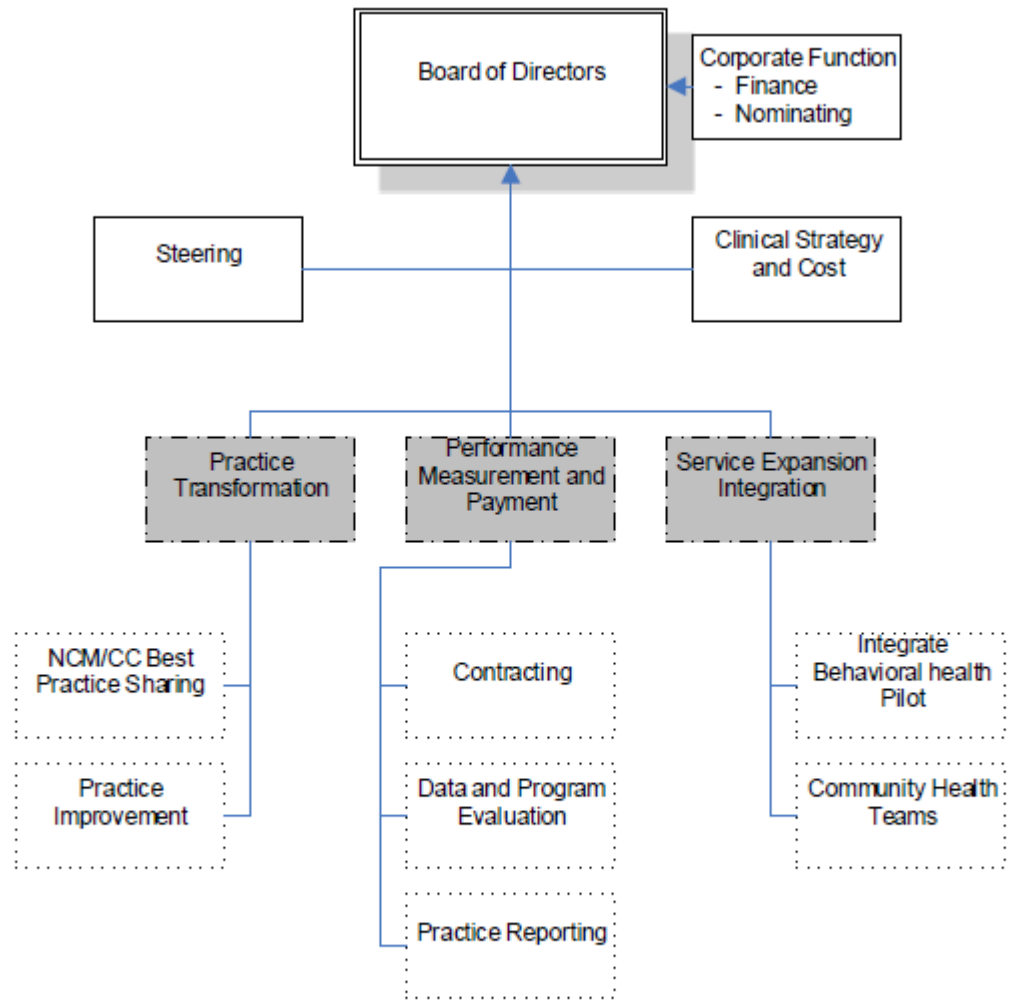 Board of Directors
Corporate Function
- Finance
- Nominating
Steering
Clinical Strategy
and Cost
Practice
Transformation
Performance
Measurement and
Payment
Service Expansion
Integration
NCM/CC Best
Practice Sharing
Contracting
Integrate
Behavioral health
Pilot
Practice
Improvement
Data and Program
Evaluation
Community Health
Teams
Practice Reporting